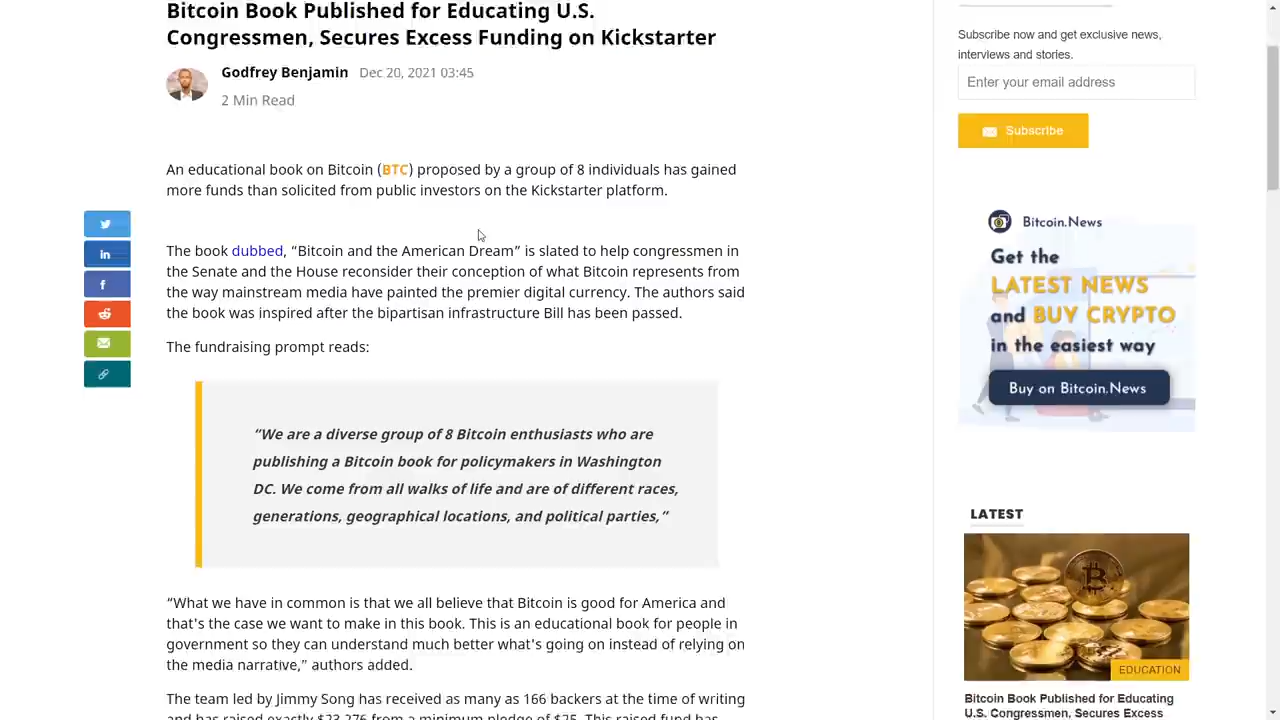 Bitcoin Book Published for Educating U.S.
Congressmen, Secures Excess Funding on Kickstarter
Godfrey Benjamin Dec 20, 2021 03:45
2 Min Read
An educational book on Bitcoin (BTC) proposed by a group of 8 individuals has gained
more funds than solicited from public investors on the Kickstarter platform.
The book dubbed, “Bitcoin and the American Dream” is slated to help congressmen in
the Senate and the House reconsider their conception of what Bitcoin represents from
the way mainstream media have painted the premier digital currency. The authors said
the book was inspired after the bipartisan infrastructure Bill has been passed.
The fundraising prompt reads:
“We are a diverse group of 8 Bitcoin enthusiasts who are
publishing a Bitcoin book for policymakers in Washington
DC. We come from all walks of life and are of different races,
generations, geographical locations, and political parties,”
“What we have in common is that we all believe that Bitcoin is good for America and
that's the case we want to make in this book. This is an educational book for people in
government so they can understand much better what's going on instead of relying on
the media narrative,” authors added.
The team led by Jimmy Song has received as many as 166 backers at the time of writing
and has raised exactly $23,276 from a minimum pledge of $25. This raised fund has
Subscribe now and get exclusive news,
interviews and stories.
Enter your email address
Subscribe
Bitcoin.News
Get the
LATEST NEWS
and BUY CRYPTO
in the easiest way
Buy on Bitcoin.News
LATEST
B
EDUCATION
Bitcoin Book Published for Educating
U.S. Congressmen, Secures Excess